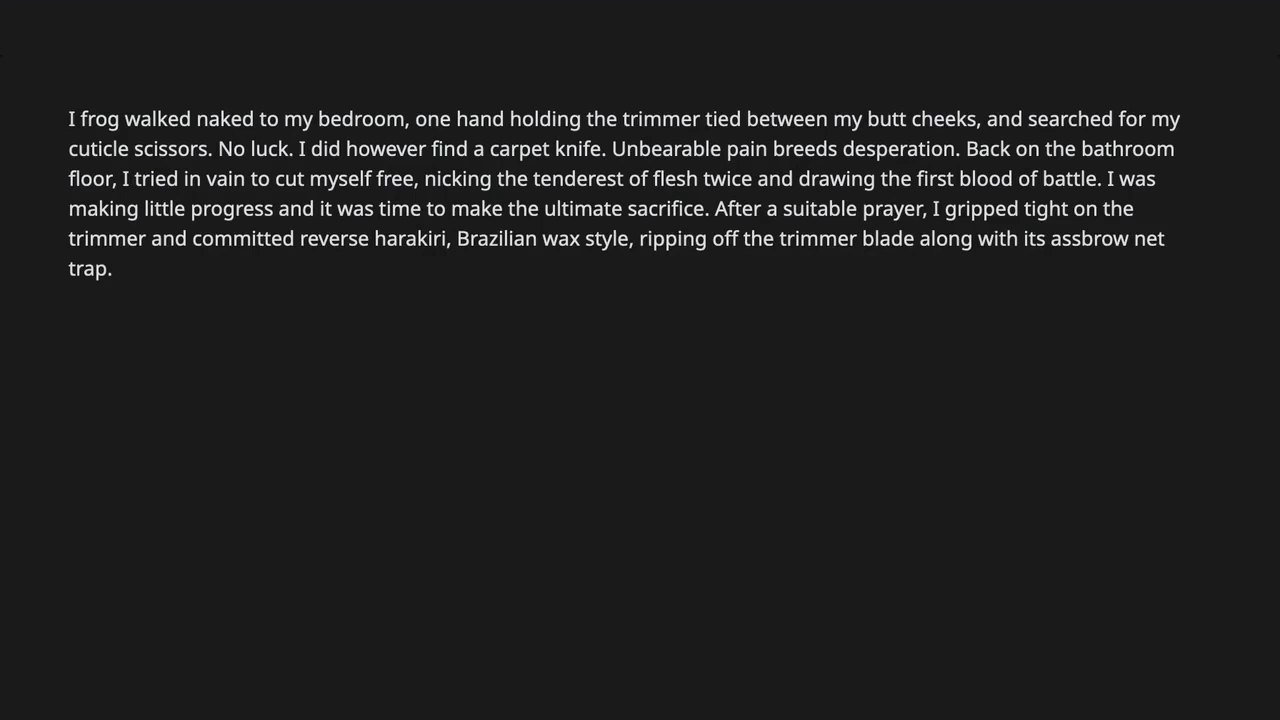 I frog walked naked to my bedroom, one hand holding the trimmer tied between my butt cheeks, and searched for my
cuticle scissors. No luck. I did however find a carpet knife. Unbearable pain breeds desperation. Back on the bathroom
floor, I tried in vain to cut myself free, nicking the tenderest of flesh twice and drawing the first blood of battle. I was
making little progress and it was time to make the ultimate sacrifice. After a suitable prayer, I gripped tight on the
trimmer and committed reverse harakiri, Brazilian wax style, ripping off the trimmer blade along with its assbrow net
trap.